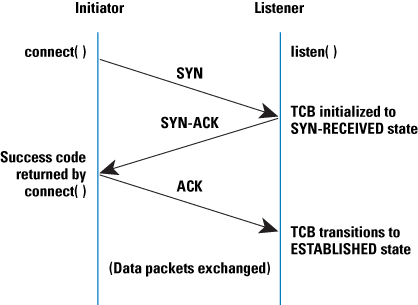 Initiator
Listener
connect( )
listen( )
SYN
TCB initialized to
SYN-RECEIVED state
SYN-ACK
Success code
returned by
connect( )
ACK
TCB transitions to
ESTABLISHED state
(Data packets exchanged)